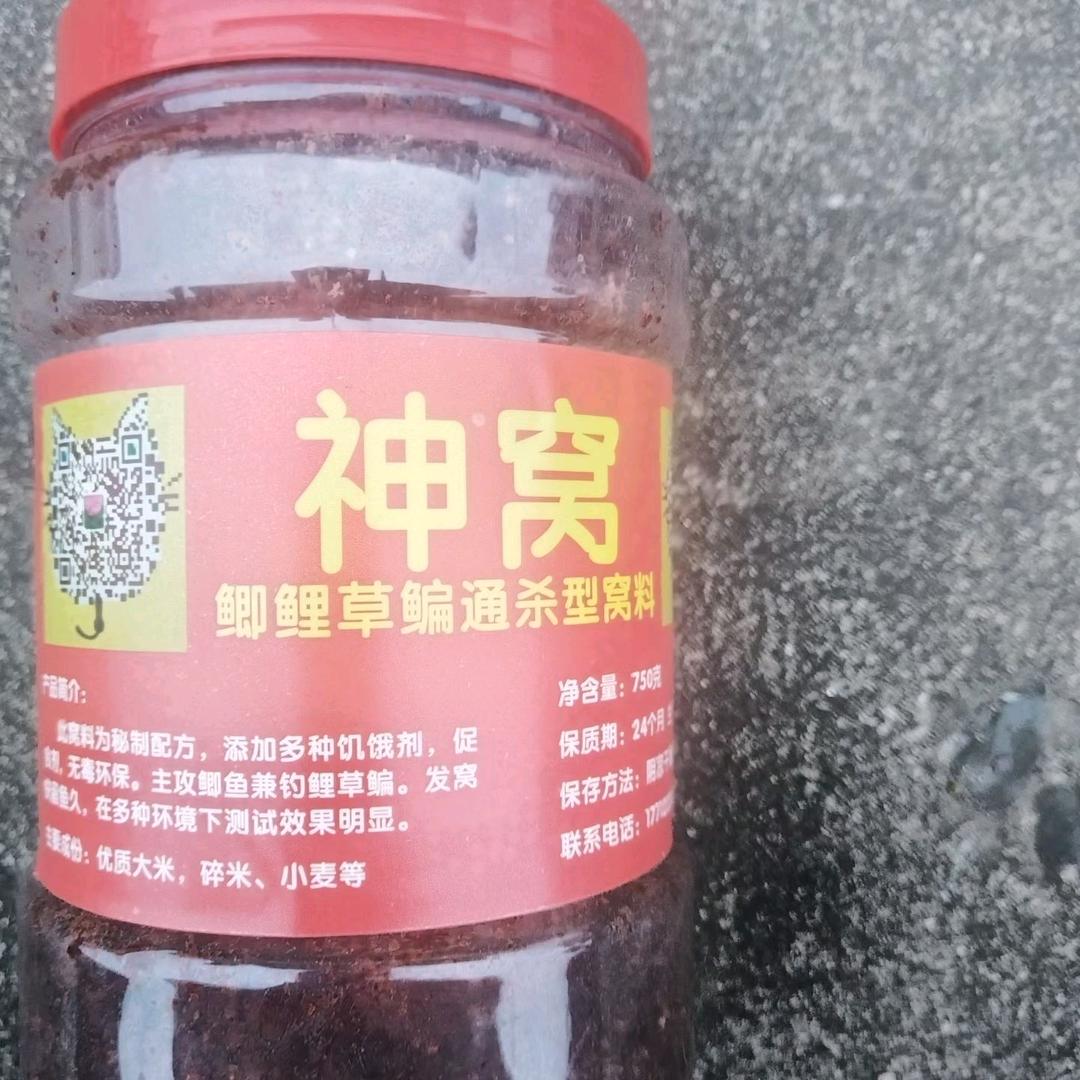 神窝
鲫鲤草鳊通杀型窝料
产品简介：
此窝料为秘制配方，添加多种饥饿剂，促
食剂，无毒环保。主攻鲫鱼兼钓鲤草鳊。发窝
快留鱼久，在多种环境下测试效果明显。
主要成份：优质大米，碎米、小麦等
净含量：750克
保质期：24个月
保存方法：阴凉干
联系电话：177